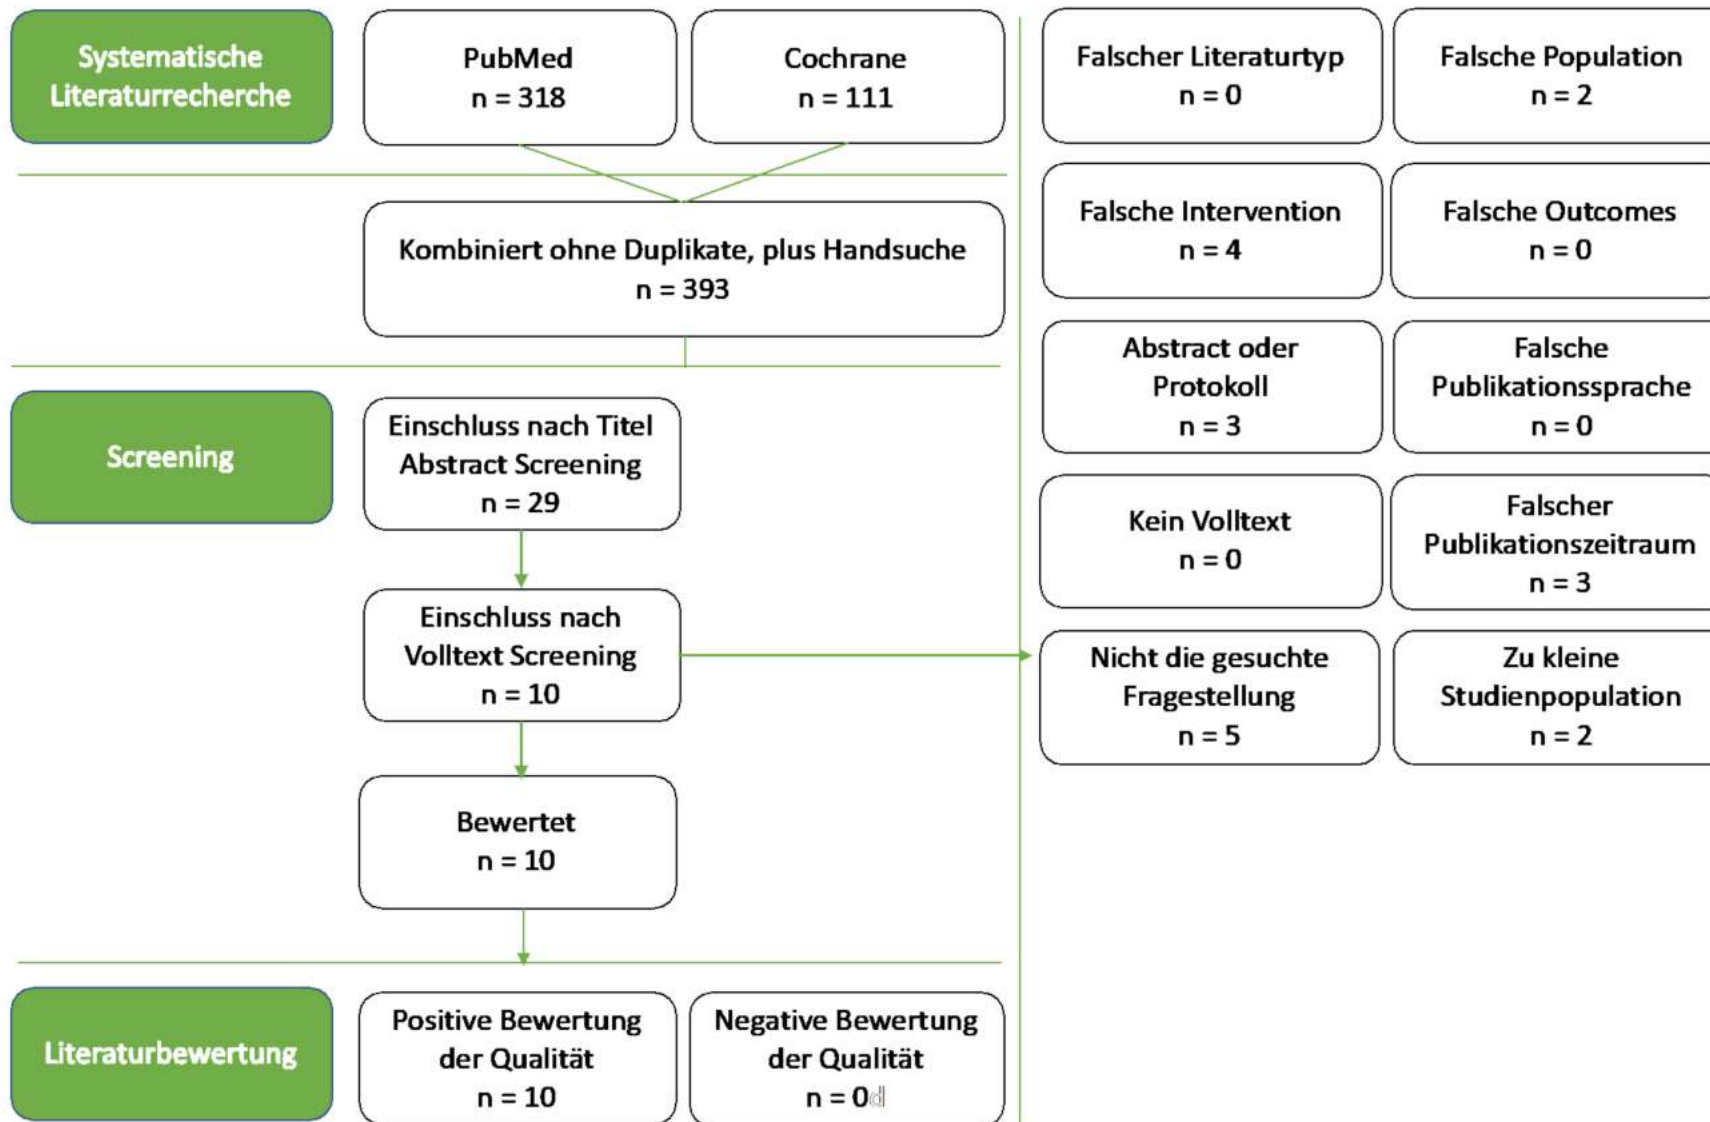 Systematische
Literaturrecherche
PubMed
n = 318
Cochrane
n = 111
Kombiniert ohne Duplikate, plus Handsuche
n = 393
Screening
Einschluss nach Titel
Abstract Screening
n = 29
Einschluss nach
Volltext Screening
n = 10
Bewertet
n = 10
Literaturbewertung
Positive Bewertung
der Qualität
n = 10
Negative Bewertung
der Qualität
n = 0d
Falscher Literaturtyp
n = 0
Falsche Population
n = 2
Falsche Intervention
n = 4
Falsche Outcomes
n = 0
Abstract oder
Protokoll
n = 3
Falsche
Publikationssprache
n = 0
Kein Volltext
n = 0
Falscher
Publikationszeitraum
n = 3
Nicht die gesuchte
Fragestellung
n = 5
Zu kleine
Studienpopulation
n = 2